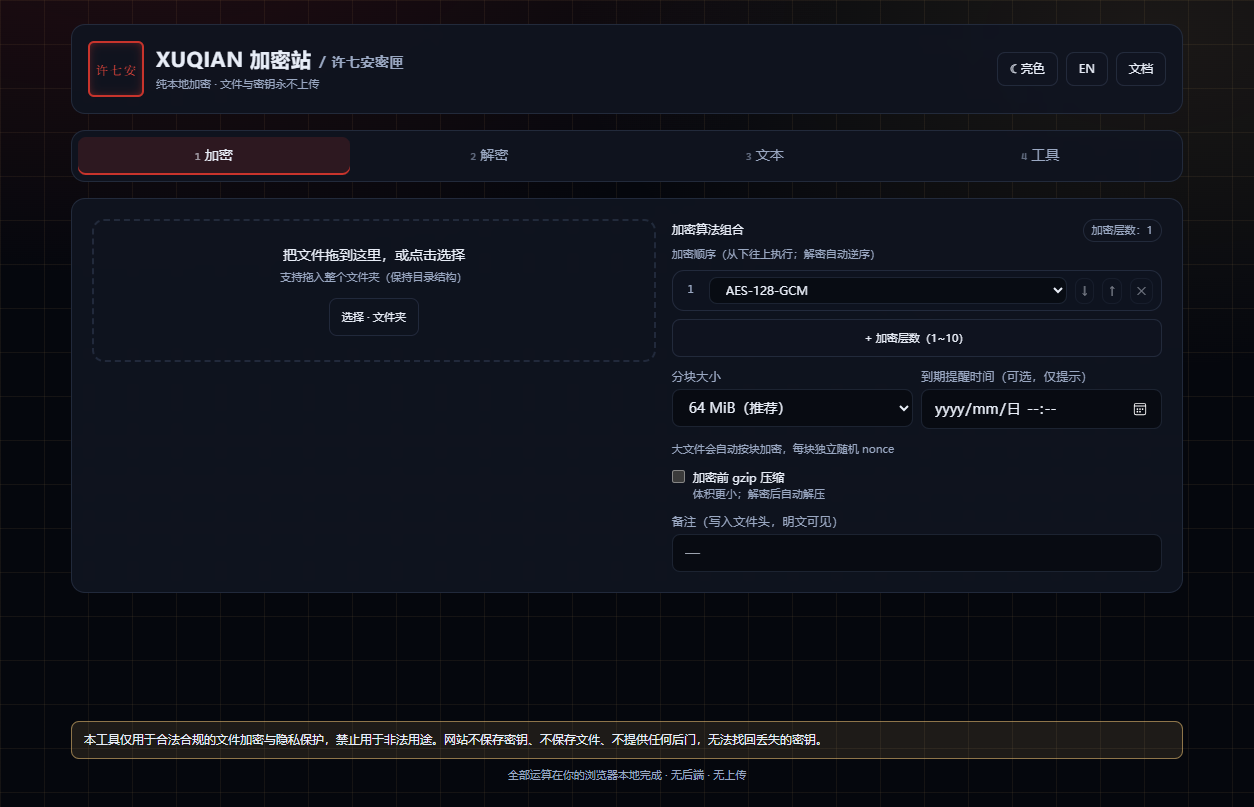 许七安
XUQIAN 加密站 / 许七安密匣
纯本地加密 · 文件与密钥永不上传
☾ 亮色
EN
文档
1 加密
2 解密
3 文本
4 工具
把文件拖到这里，或点击选择
支持拖入整个文件夹（保持目录结构）
选择 · 文件夹
加密算法组合
加密层数：1
加密顺序（从下往上执行；解密自动逆序）
1
AES-128-GCM
↓
↑
×
+ 加密层数（1~10）
分块大小
到期提醒时间（可选，仅提示）
64 MiB（推荐）
yyyy/mm/日 --:--
大文件会自动按块加密，每块独立随机 nonce
加密前 gzip 压缩
体积更小；解密后自动解压
备注（写入文件头，明文可见）
—
本工具仅用于合法合规的文件加密与隐私保护，禁止用于非法用途。网站不保存密钥、不保存文件、不提供任何后门，无法找回丢失的密钥。
全部运算在你的浏览器本地完成 · 无后端 · 无上传